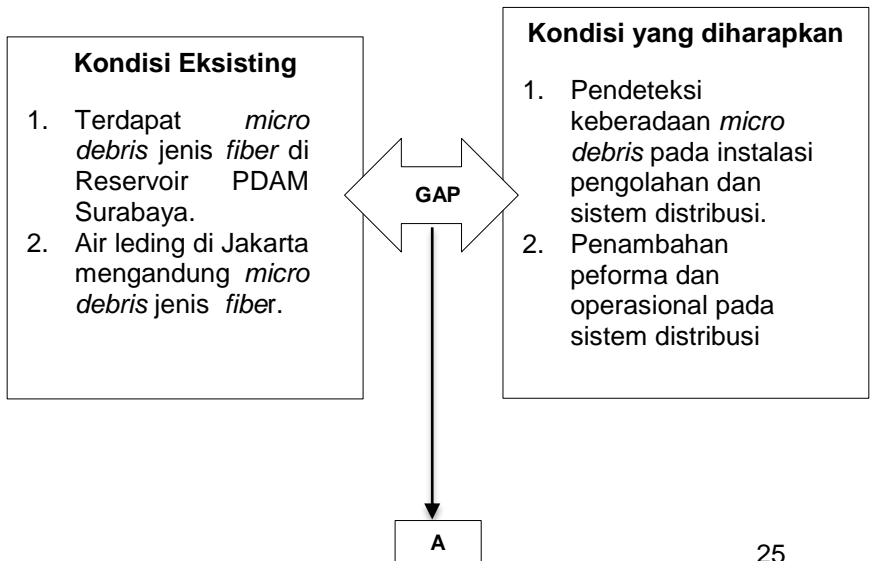 Kondisi Eksisting
1. Terdapat micro
debris jenis fiber di
Reservoir PDAM
Surabaya.
2. Air leding di Jakarta
mengandung micro
debris jenis fiber.
GAP
Kondisi yang diharapkan
1. Pendeteksi
keberadaan micro
debris pada instalasi
pengolahan dan
sistem distribusi.
2. Penambahan
peforma dan
operasional pada
sistem distribusi
A
25